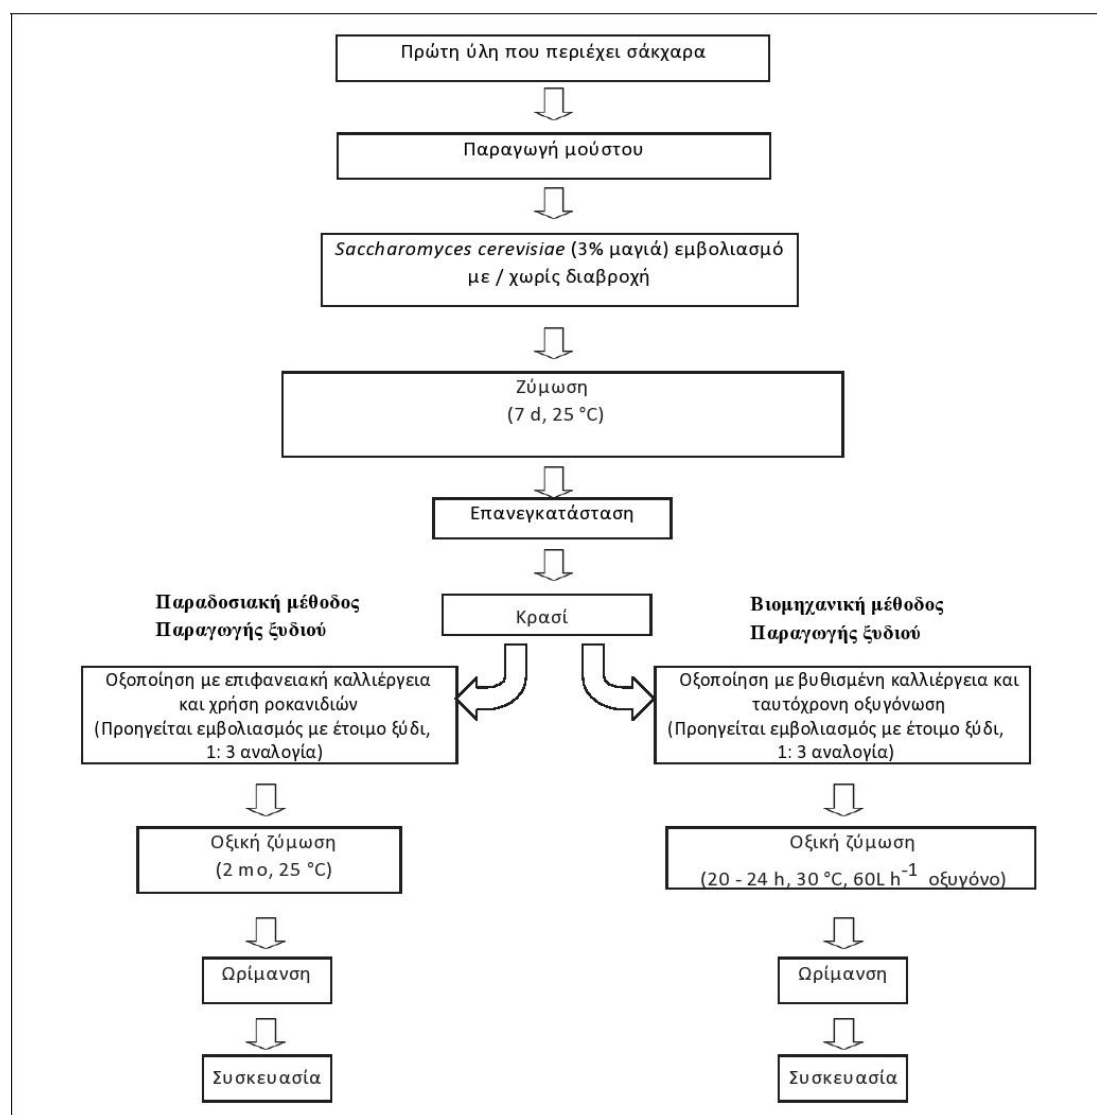 Πρώτη ύλη που περιέχει σάκχαρα
Παραγωγή μούστου
Saccharomyces cerevisiae (3% μαγιά) εμβολιασμό
με / χωρίς διαβροχή
Ζύμωση
(7 d, 25 °C)
Επανεγκατάσταση
Κρασί
Παραδοσιακή μέθοδος
Παραγωγής ξυδιού
Οξοποίηση με επιφανειακή καλλιέργεια
και χρήση ροκανιδιών
(Προηγείται εμβολιασμός με έτοιμο ξύδι,
1: 3 αναλογία)
Οξική ζύμωση
(2 mo, 25 °C)
Ωρίμανση
Συσκευασία
Βιομηχανική μέθοδος
Παραγωγής ξυδιού
Οξοποίηση με βυθισμένη καλλιέργεια και
ταυτόχρονη οξυγόνωση
(Προηγείται εμβολιασμός με έτοιμο ξύδι,
1: 3 αναλογία)
Οξική ζύμωση
(20 - 24 h, 30 °C, 60L h⁻¹ οξυγόνο)
Ωρίμανση
Συσκευασία